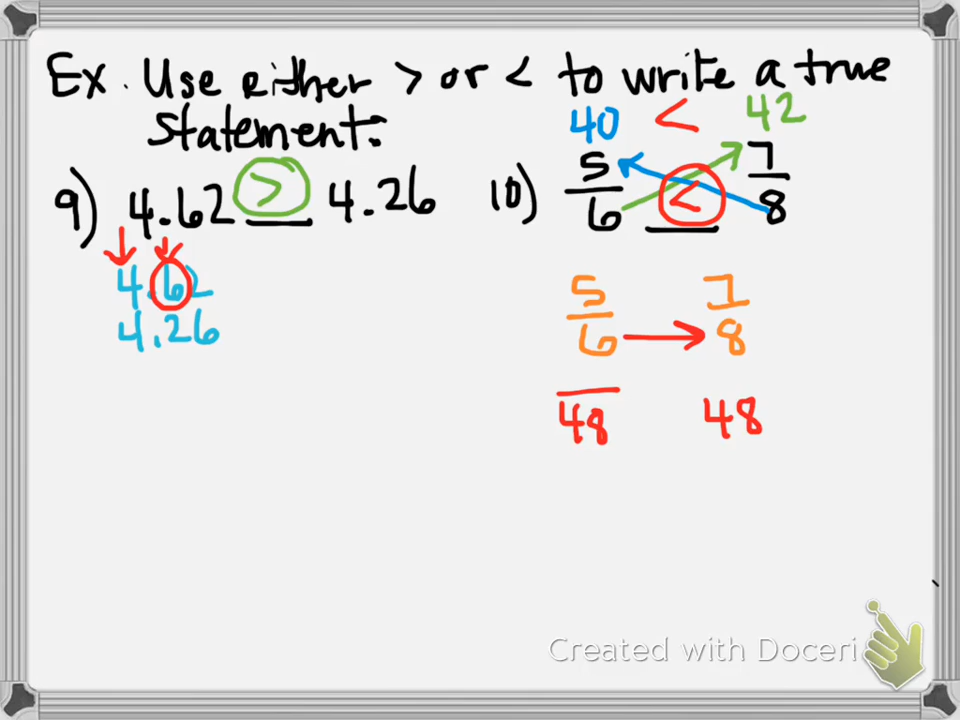 Ex. Use either > or < to write a true
statement:
40 < 42
9) 4.62 > 4.26
10) 5/6 < 7/8
4.62
4.26
5/6 → 7/8
48 48
Created with Doceri